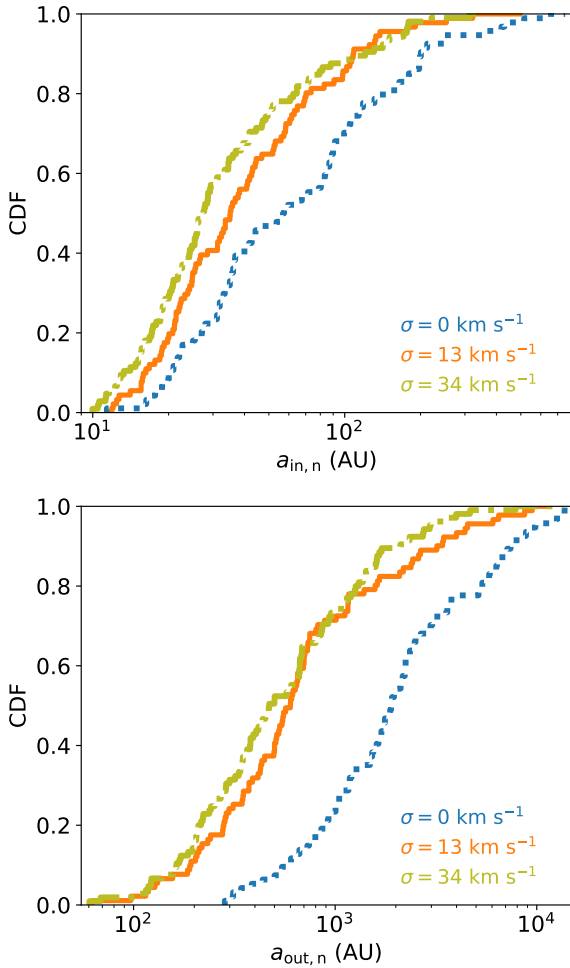 1.0
0.8
0.6
0.4
0.2
0.0
CDF
σ = 0 km s⁻¹
σ = 13 km s⁻¹
σ = 34 km s⁻¹
10¹ 10²
a_in, n (AU)
1.0
0.8
0.6
0.4
0.2
0.0
CDF
σ = 0 km s⁻¹
σ = 13 km s⁻¹
σ = 34 km s⁻¹
10² 10³ 10⁴
a_out, n (AU)